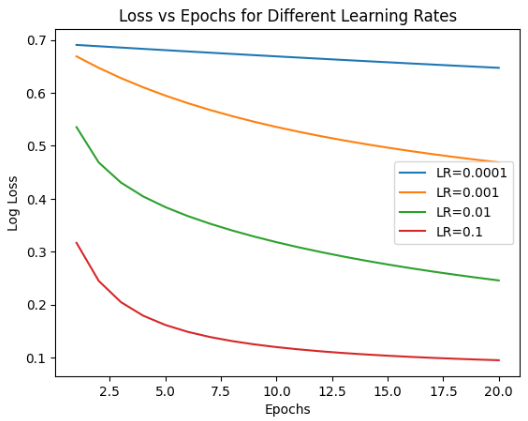 Loss vs Epochs for Different Learning Rates
0.7
0.6
0.5
0.4
0.3
0.2
0.1
Log Loss
LR=0.0001
LR=0.001
LR=0.01
LR=0.1
2.5 5.0 7.5 10.0 12.5 15.0 17.5 20.0
Epochs